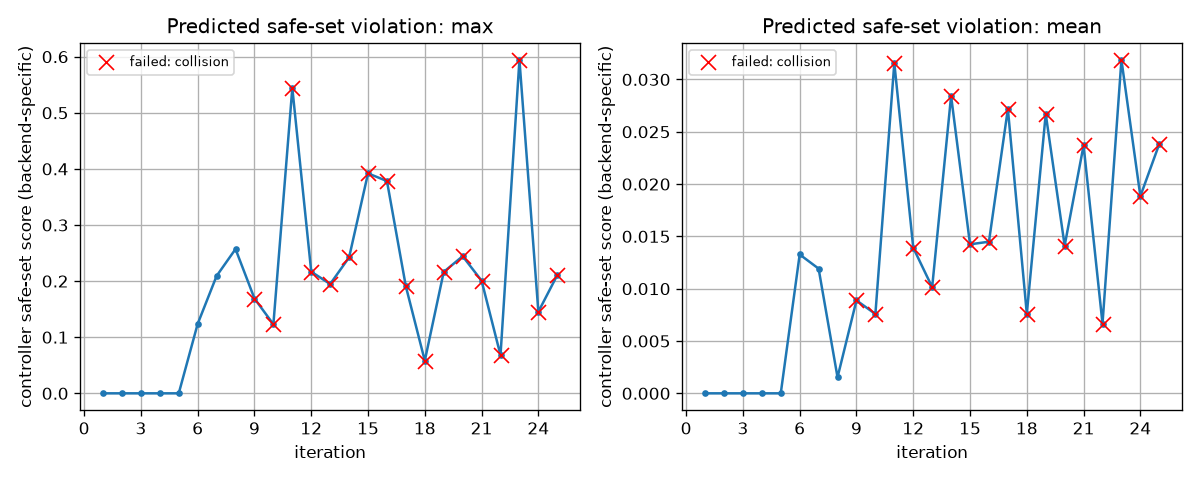 Predicted safe-set violation: max
controller safe-set score (backend-specific)
failed: collision
0.6
0.5
0.4
0.3
0.2
0.1
0.0
0 3 6 9 12 15 18 21 24
iteration
Predicted safe-set violation: mean
controller safe-set score (backend-specific)
failed: collision
0.030
0.025
0.020
0.015
0.010
0.005
0.000
0 3 6 9 12 15 18 21 24
iteration